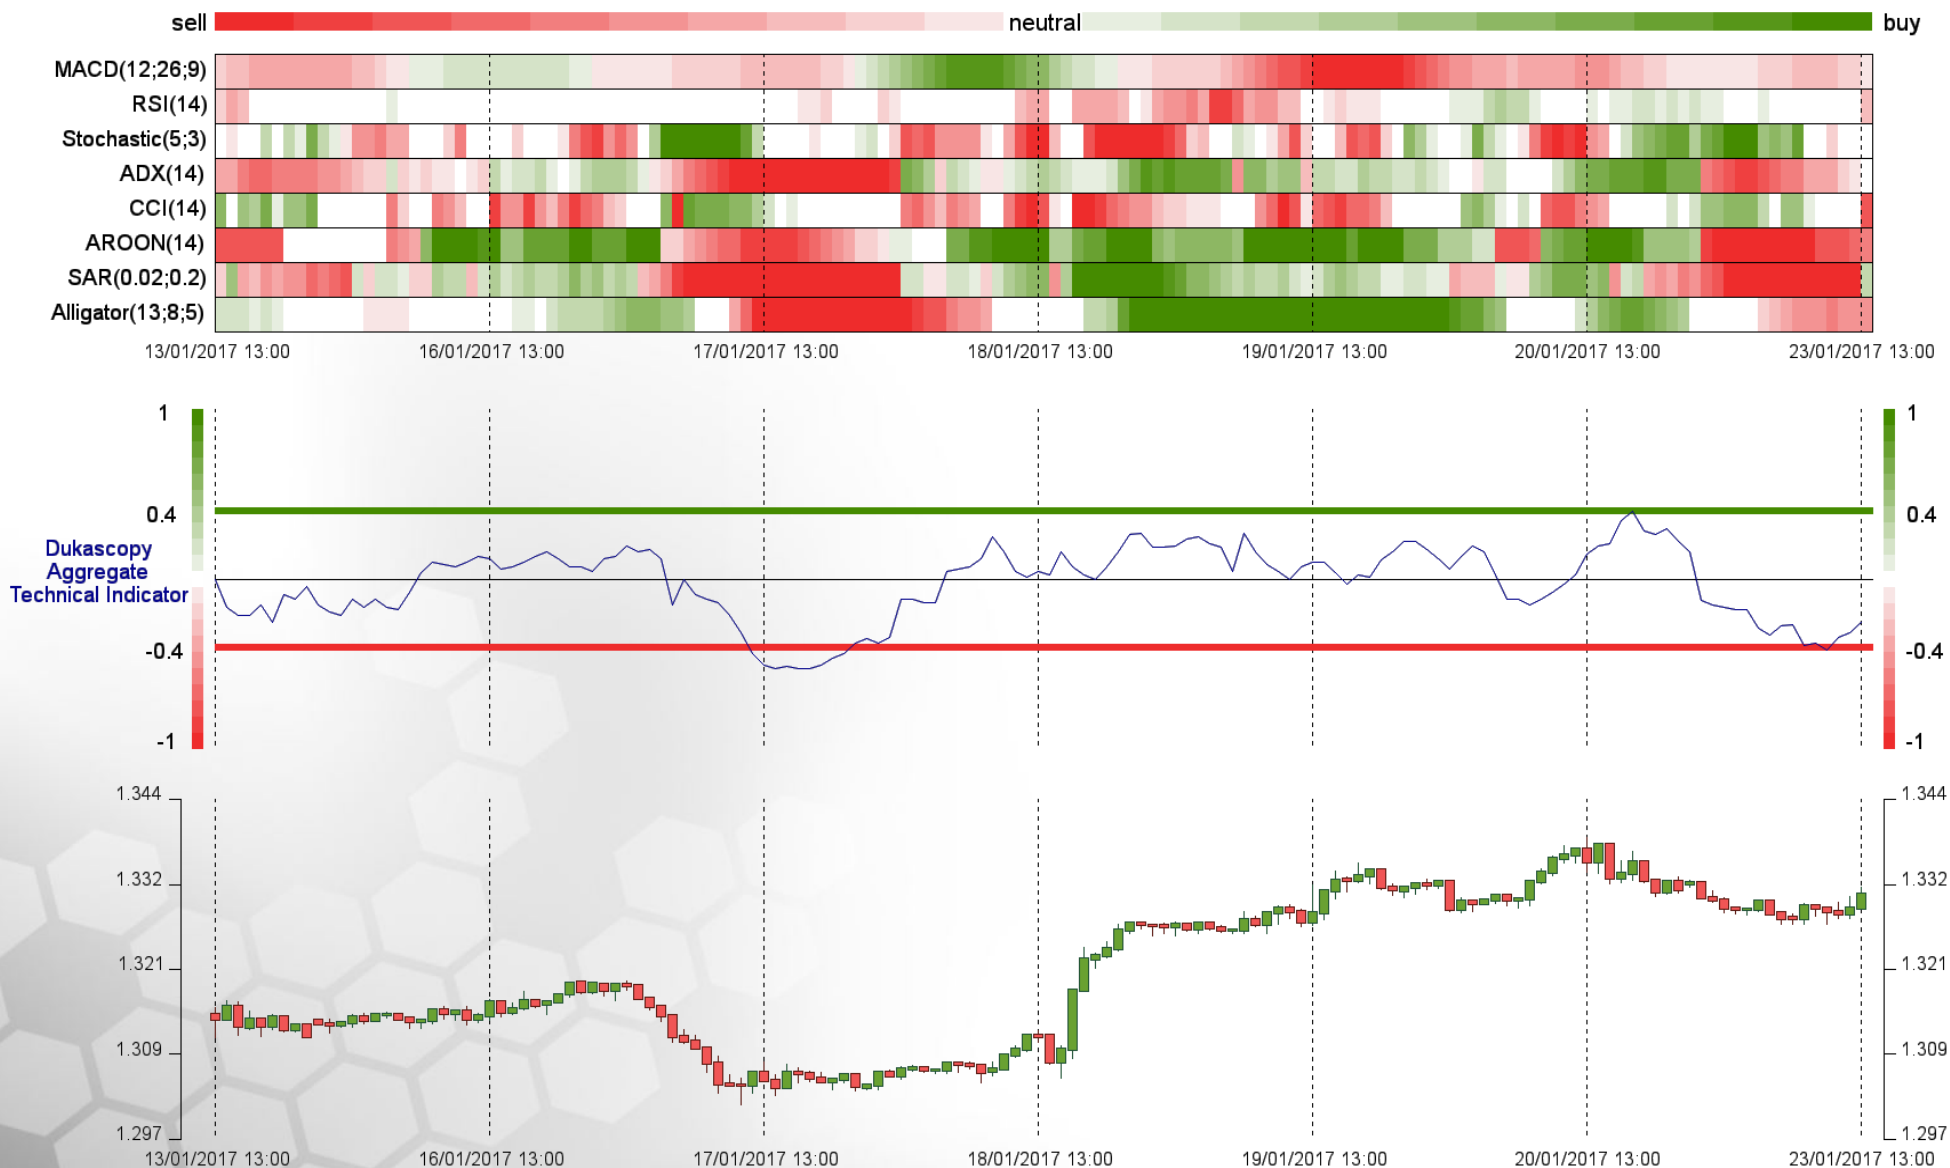 sell neutral buy
MACD(12;26;9)
RSI(14)
Stochastic(5;3)
ADX(14)
CCI(14)
AROON(14)
SAR(0.02;0.2)
Alligator(13;8;5)
13/01/2017 13:00 16/01/2017 13:00 17/01/2017 13:00 18/01/2017 13:00 19/01/2017 13:00 20/01/2017 13:00 23/01/2017 13:00
1 1
0.4 0.4
Dukascopy
Aggregate
Technical Indicator
-0.4 -0.4
-1 -1
1.344 1.344
1.332 1.332
1.321 1.321
1.309 1.309
1.297 1.297
13/01/2017 13:00 16/01/2017 13:00 17/01/2017 13:00 18/01/2017 13:00 19/01/2017 13:00 20/01/2017 13:00 23/01/2017 13:00